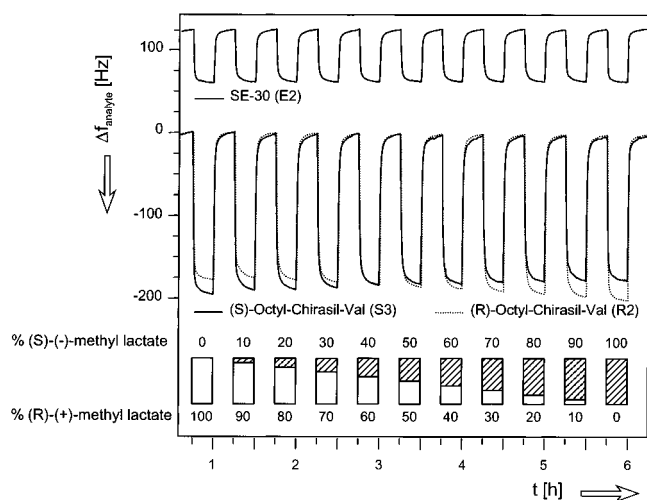 100
SE-30 (E2)
Δf analyte [Hz]
0
-100
-200
(S)-Octyl-Chirasil-Val (S3) (R)-Octyl-Chirasil-Val (R2)
% (S)-(-)-methyl lactate 0 10 20 30 40 50 60 70 80 90 100
% (R)-(+)-methyl lactate 100 90 80 70 60 50 40 30 20 10 0
1 2 3 4 5 6
t [h]